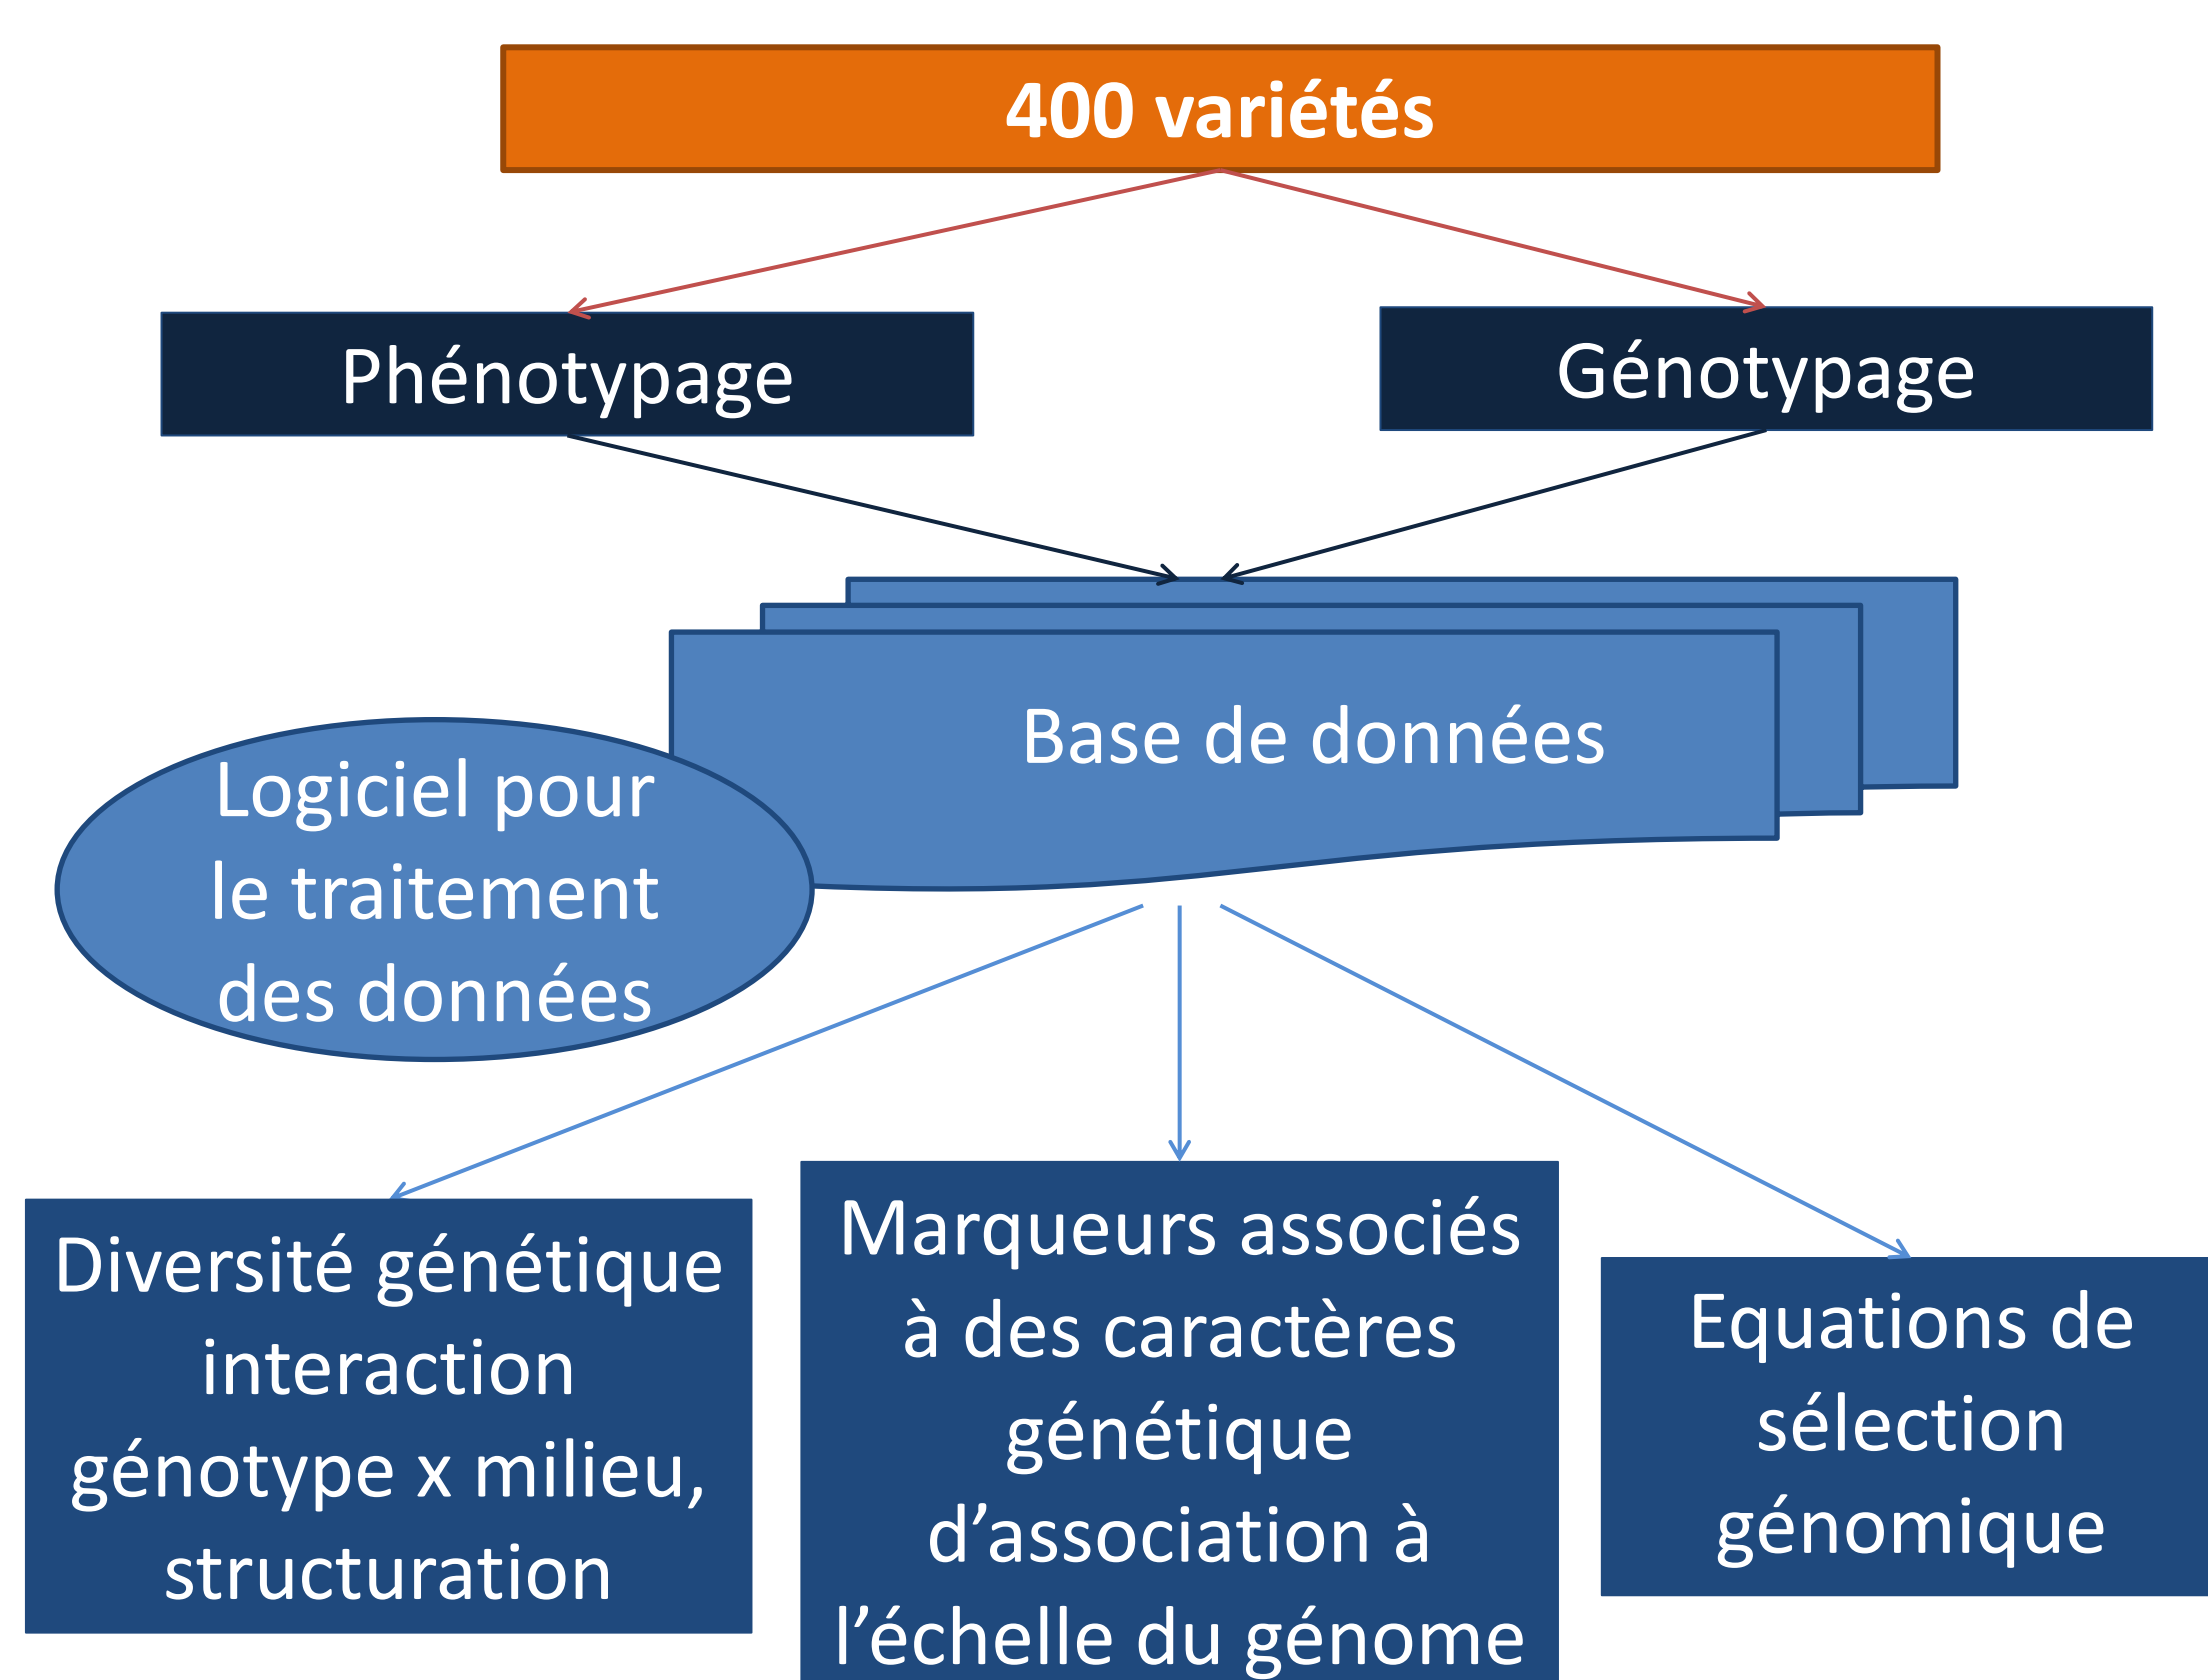 400 variétés
Phénotypage
Génotypage
Base de données
Logiciel pour
le traitement
des données
Diversité génétique
interaction
génotype x milieu,
structuration
Marqueurs associés
à des caractères
génétique
d’association à
l’échelle du génome
Equations de
sélection
génomique